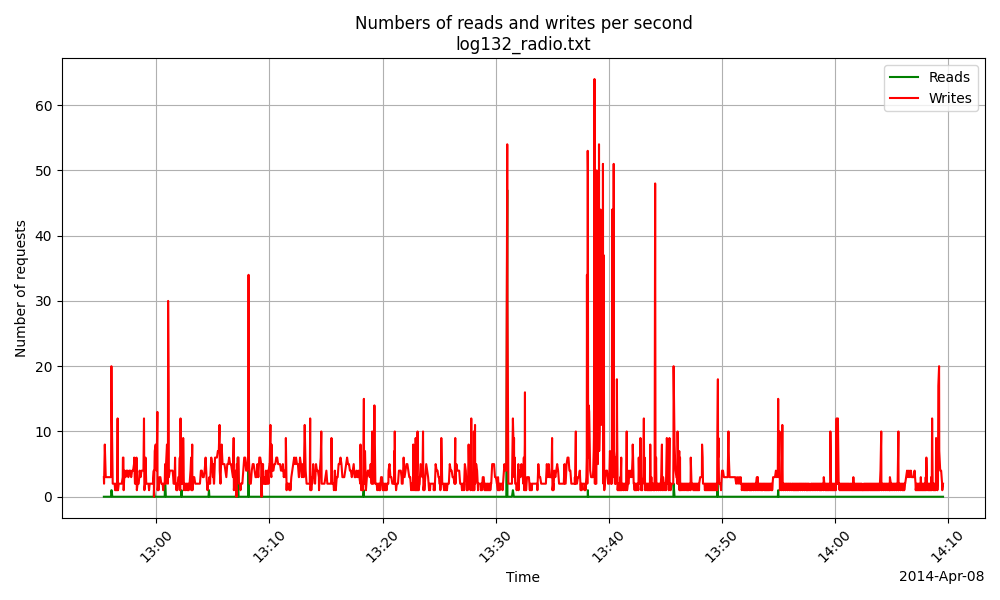 Numbers of reads and writes per second
log132_radio.txt
Reads
Writes
Number of requests
60
50
40
30
20
10
0
13:00
13:10
13:20
13:30
13:40
13:50
14:00
14:10
Time
2014-Apr-08